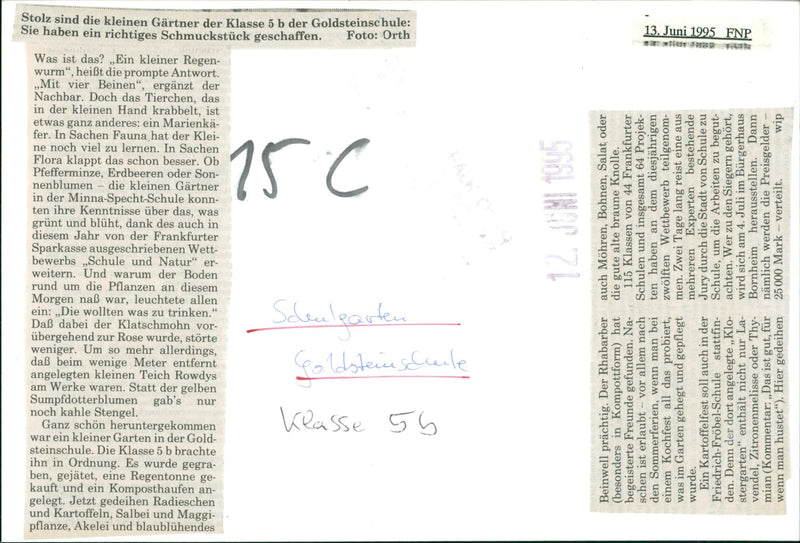 Stolz sind die kleinen Gärtner der Klasse 5 b der Goldsteinschule:
Sie haben ein richtiges Schmuckstück geschaffen. Foto: Orth
13. Juni 1995 FNP
Was ist das? „Ein kleiner Regen-
wurm“, heißt die prompte Antwort.
„Mit vier Beinen“, ergänzt der
Nachbar. Doch das Tierchen, das
in der kleinen Hand krabbelt, ist
etwas ganz anderes: ein Marienkä-
fer. In Sachen Fauna hat der Klei-
ne noch viel zu lernen. In Sachen
Flora klappt das schon besser. Ob
Pfefferminze, Erdbeeren oder Son-
nenblumen – die kleinen Gärtner
in der Minna-Specht-Schule konn-
ten ihre Kenntnisse über das, was
grünt und blüht, dank des auch in
diesem Jahr von der Frankfurter
Sparkasse ausgeschriebenen Wett-
bewerbs „Schule und Natur“ er-
weitern. Und warum der Boden
rund um die Pflanzen an diesem
Morgen naß war, leuchtete allen
ein: „Die wollten was zu trinken.“
Daß dabei der Klatschmohn vor-
übergehend zur Rose wurde, störte
weniger. Um so mehr allerdings,
daß beim wenige Meter entfernt
angelegten kleinen Teich Rowdys
am Werke waren. Statt der gelben
Sumpfdotterblumen gab's nur
noch kahle Stengel.
Ganz schön heruntergekommen
war ein kleiner Garten in der Gold-
steinschule. Die Klasse 5 b brachte
ihn in Ordnung. Es wurde gegra-
ben, gejätet, eine Regentonne ge-
kauft und ein Komposthaufen an-
gelegt. Jetzt gedeihen Radieschen
und Kartoffeln, Salbei und Maggi-
pflanze, Akelei und blaublühendes
Beinwell prächtig. Der Rhabarber
(besonders in Kompottform) hat
begeisterte Freunde gefunden. Na-
schen ist erlaubt – vor allem nach
den Sommerferien, wenn man bei
einem Kochfest all das probiert,
was im Garten gehegt und gepflegt
wurde.
Ein Kartoffelfest soll auch in der
Friedrich-Fröbel-Schule stattfin-
den. Denn der dort angelegte „Klo-
stergarten“ enthält nicht nur La-
vendel, Zitronenmelisse oder Thy-
mian (Kommentar: „Das ist gut, für
wenn man hustet“). Hier gedeihen
auch Möhren, Bohnen, Salat oder
die gute alte braune Knolle.
115 Klassen von 44 Frankfurter
Schulen und insgesamt 64 Projek-
ten haben an dem diesjährigen
zwölften Wettbewerb teilgenom-
men. Zwei Tage lang reist eine aus
mehreren Experten bestehende
Jury durch die Stadt von Schule zu
Schule, um die Arbeiten zu begut-
achten. Wer zu den Siegern gehört,
wird sich am 4. Juli im Bürgerhaus
Bornheim herausstellen. Dann
nämlich werden die Preisgelder –
25 000 Mark – verteilt. wip
15 C
12. JUNI 1995
Schulgarten
Goldsteinschule
Klasse 5b